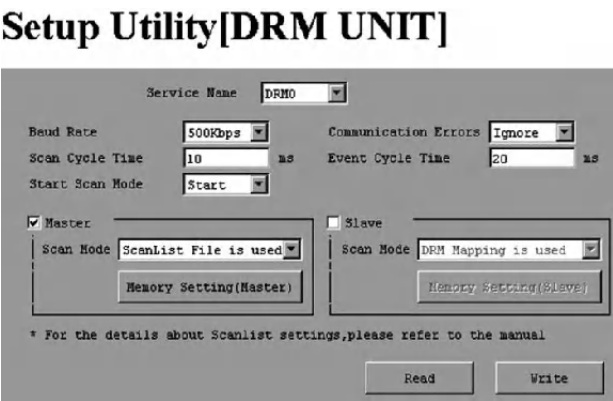 Setup Utility[DRM UNIT]
Service Name DRM0
Baud Rate 500Kbps Communication Errors Ignore
Scan Cycle Time 10 ms Event Cycle Time 20 ms
Start Scan Mode Start
Master Slave
Scan Mode ScanList File is used Scan Mode DRM Mapping is used
Memory Setting(Master) Memory Setting(Slave)
* For the details about Scanlist settings,please refer to the manual
Read Write